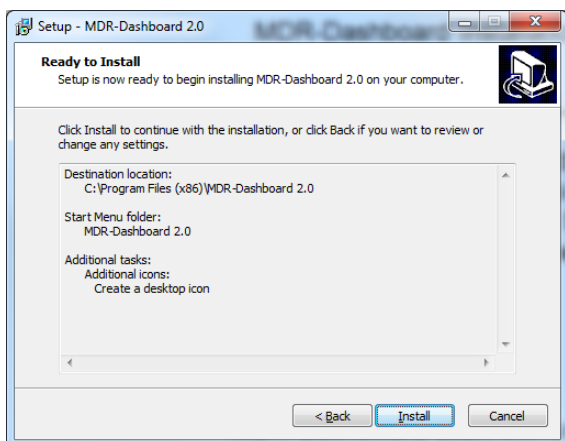 Setup - MDR-Dashboard 2.0
Ready to Install
Setup is now ready to begin installing MDR-Dashboard 2.0 on your computer.
Click Install to continue with the installation, or click Back if you want to review or
change any settings.
Destination location:
C:\Program Files (x86)\MDR-Dashboard 2.0
Start Menu folder:
MDR-Dashboard 2.0
Additional tasks:
Additional icons:
Create a desktop icon
< Back
Install
Cancel